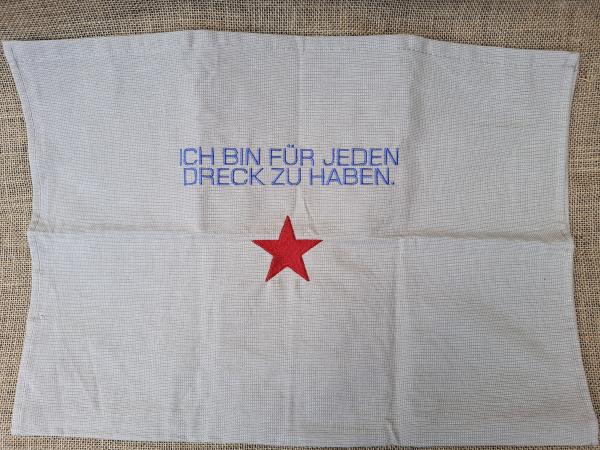 ICH BIN FÜR JEDEN
DRECK ZU HABEN.